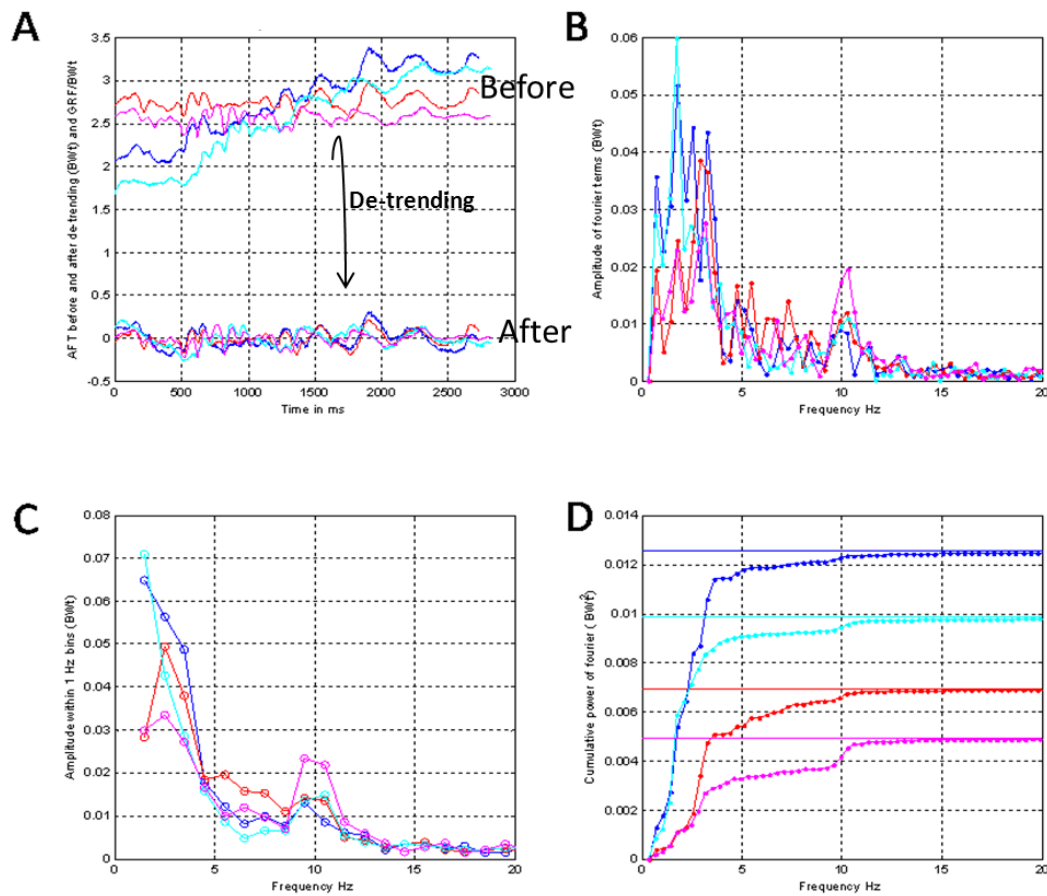 A
AF T before and after de-trending (BWt) and GRF/BWt
3.5
3
2.5
2
1.5
1
0.5
0
-0.5
Before
De-trending
After
0 500 1000 1500 2000 2500 3000
Time in ms
B
Amplitude of fourier terms (BWt)
0.06
0.05
0.04
0.03
0.02
0.01
0
0 5 10 15 20
Frequency Hz
C
Amplitude within 1 Hz bins (BWt)
0.08
0.07
0.06
0.05
0.04
0.03
0.02
0.01
0
0 5 10 15 20
Frequency Hz
D
Cumulative power of fourier ( BWt²)
0.014
0.012
0.01
0.008
0.006
0.004
0.002
0
0 5 10 15 20
Frequency Hz